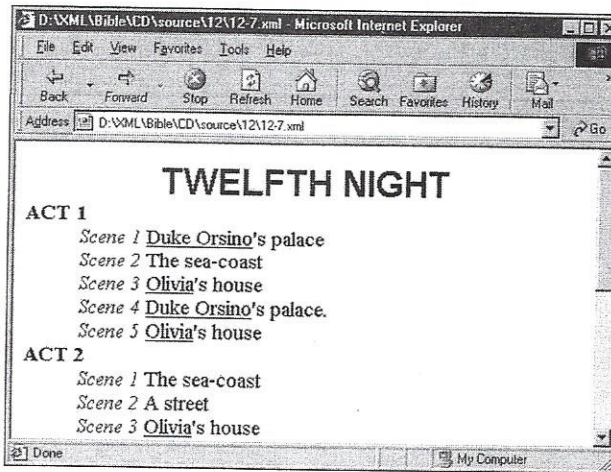 D:\XML\Bible\CD\source\12\12-7.xml - Microsoft Internet Explorer
File Edit View Favorites Tools Help
Back Forward Stop Refresh Home Search Favorites History Mail
Address D:\XML\Bible\CD\source\12\12-7.xml Go
TWELFTH NIGHT
ACT 1
Scene 1 Duke Orsino's palace
Scene 2 The sea-coast
Scene 3 Olivia's house
Scene 4 Duke Orsino's palace.
Scene 5 Olivia's house
ACT 2
Scene 1 The sea-coast
Scene 2 A street
Scene 3 Olivia's house
Done My Computer